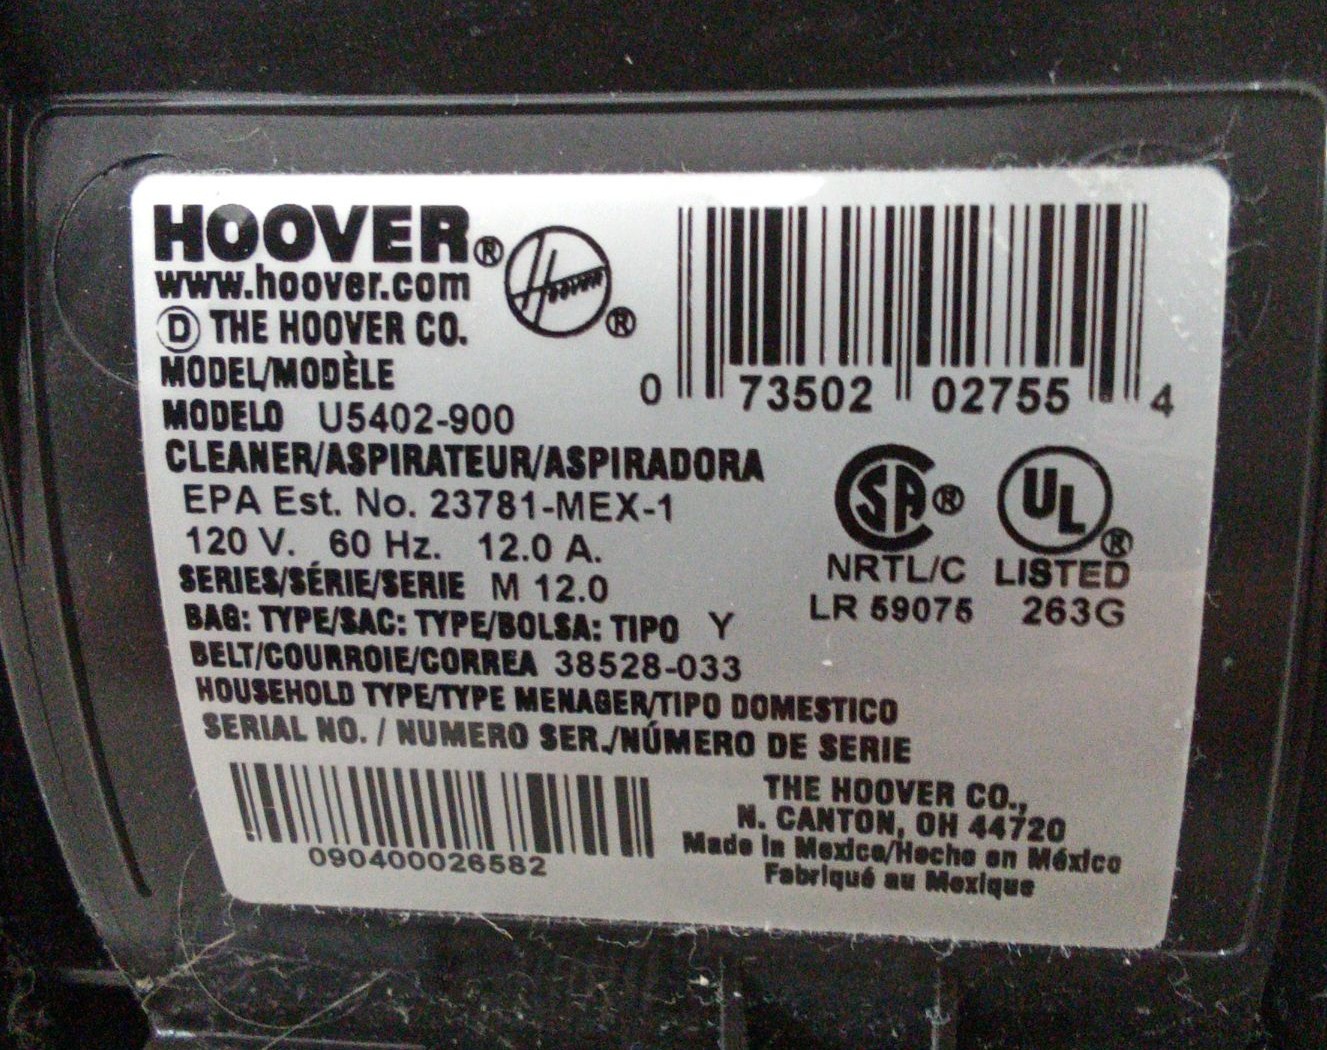 HOOVER®
www.hoover.com
Hoover ®
D THE HOOVER CO.
MODEL/MODÈLE
MODELO U5402-900
CLEANER/ASPIRATEUR/ASPIRADORA
EPA Est. No. 23781-MEX-1
120 V. 60 Hz. 12.0 A.
SERIES/SÉRIE/SERIE M 12.0
BAG: TYPE/SAC: TYPE/BOLSA: TIPO Y
BELT/COURROIE/CORREA 38528-033
HOUSEHOLD TYPE/TYPE MENAGER/TIPO DOMESTICO
SERIAL NO. / NUMERO SER./NÚMERO DE SERIE
090400026582
0 73502 02755 4
SA® UL®
NRTL/C LISTED
LR 59075 263G
THE HOOVER CO.,
N. CANTON, OH 44720
Made in Mexico/Hecho en México
Fabriqué au Mexique